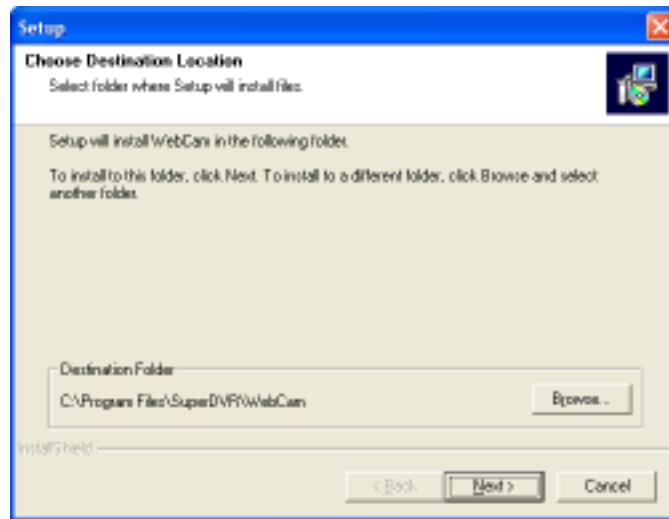 Setup
Choose Destination Location
Select folder where Setup will install files.
Setup will install WebCam in the following folder.
To install to this folder, click Next. To install to a different folder, click Browse and select
another folder.
Destination Folder
C:\Program Files\SuperDVR\WebCam
Browse...
InstallShield
< Back
Next >
Cancel